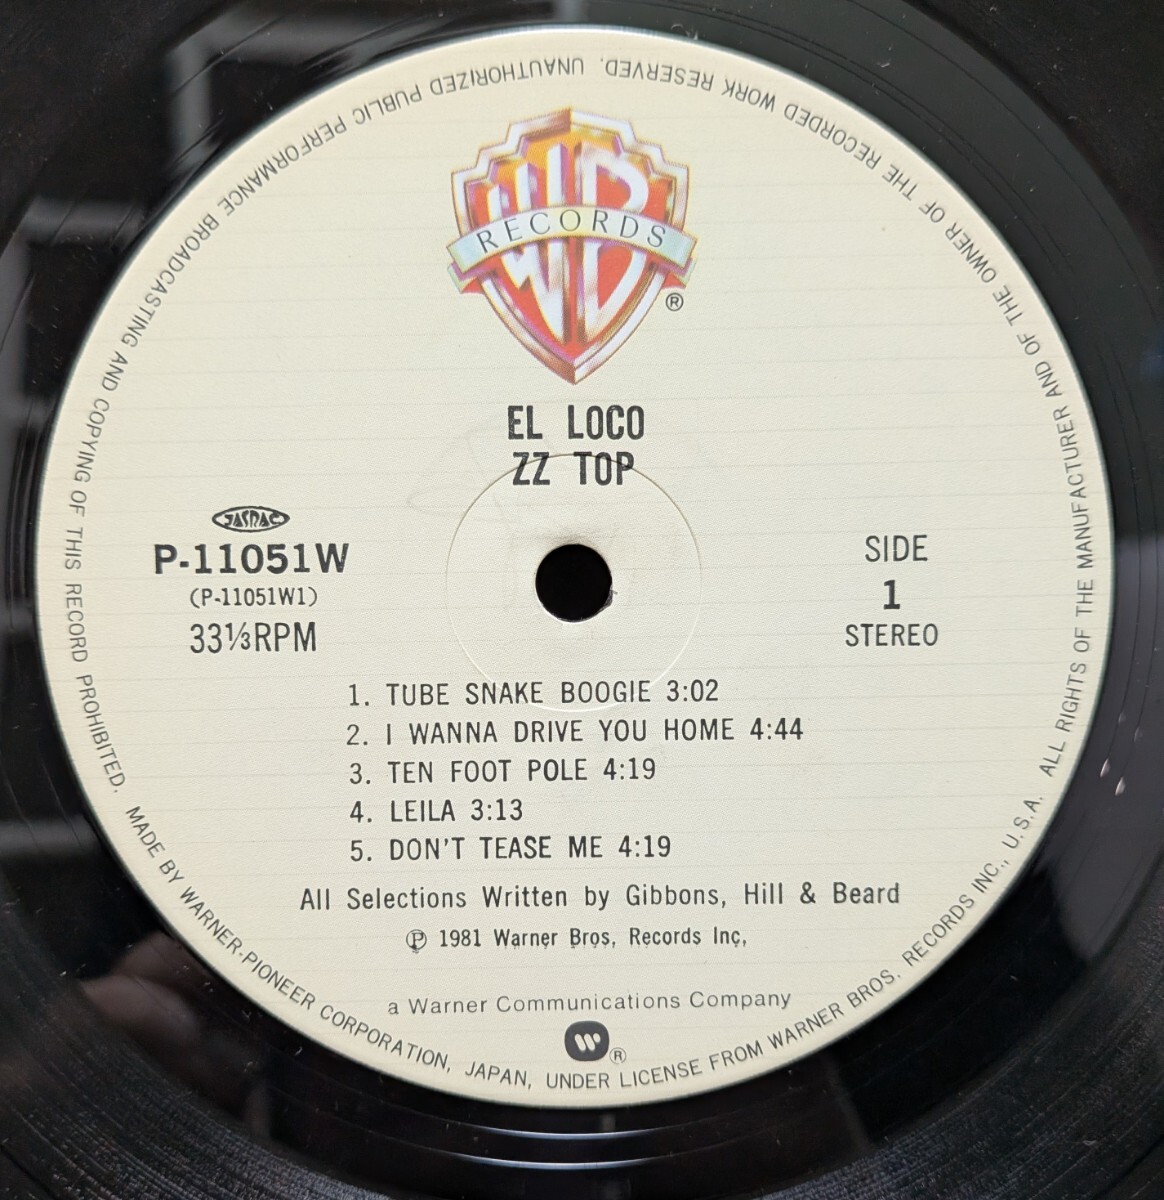 WB
RECORDS
®
EL LOCO
ZZ TOP
JASRAC
P-11051W
(P-11051W1)
33⅓RPM
SIDE
1
STEREO
1. TUBE SNAKE BOOGIE 3:02
2. I WANNA DRIVE YOU HOME 4:44
3. TEN FOOT POLE 4:19
4. LEILA 3:13
5. DON'T TEASE ME 4:19
All Selections Written by Gibbons, Hill & Beard
℗ 1981 Warner Bros, Records Inc,
a Warner Communications Company
W®
MADE BY WARNER-PIONEER CORPORATION, JAPAN, UNDER LICENSE FROM WARNER BROS. RECORDS INC., U.S.A. ALL RIGHTS OF THE MANUFACTURER AND OF THE OWNER OF THE RECORDED WORK RESERVED. UNAUTHORIZED PUBLIC PERFORMANCE BROADCASTING AND COPYING OF THIS RECORD PROHIBITED.